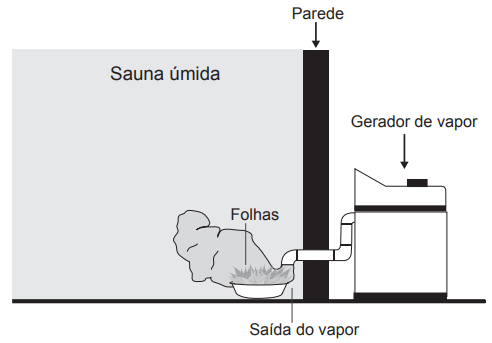 Parede
Sauna úmida
Gerador de vapor
Folhas
Saída do vapor